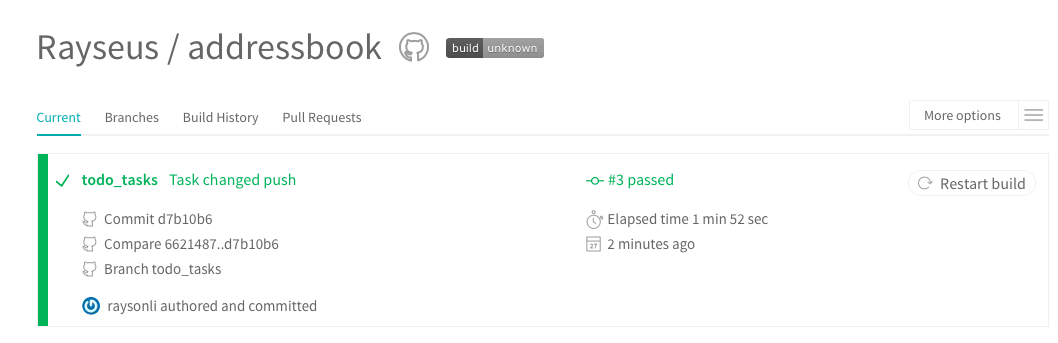 Rayseus / addressbook build unknown
Current Branches Build History Pull Requests More options
todo_tasks Task changed push #3 passed Restart build
Commit d7b10b6 Elapsed time 1 min 52 sec
Compare 6621487..d7b10b6 27 2 minutes ago
Branch todo_tasks
raysonli authored and committed